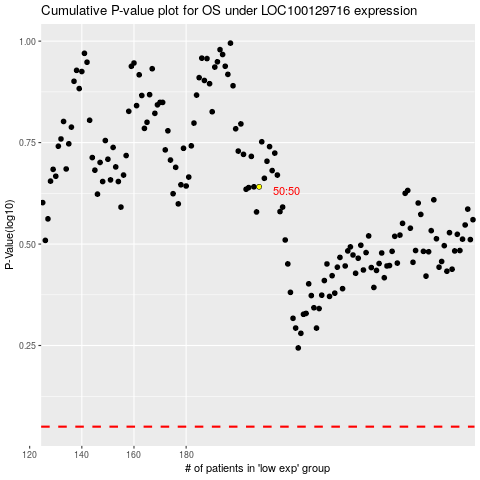 Cumulative P-value plot for OS under LOC100129716 expression
P-Value(log10)
1.00
0.75
0.50
0.25
50:50
120 140 160 180
# of patients in 'low exp' group